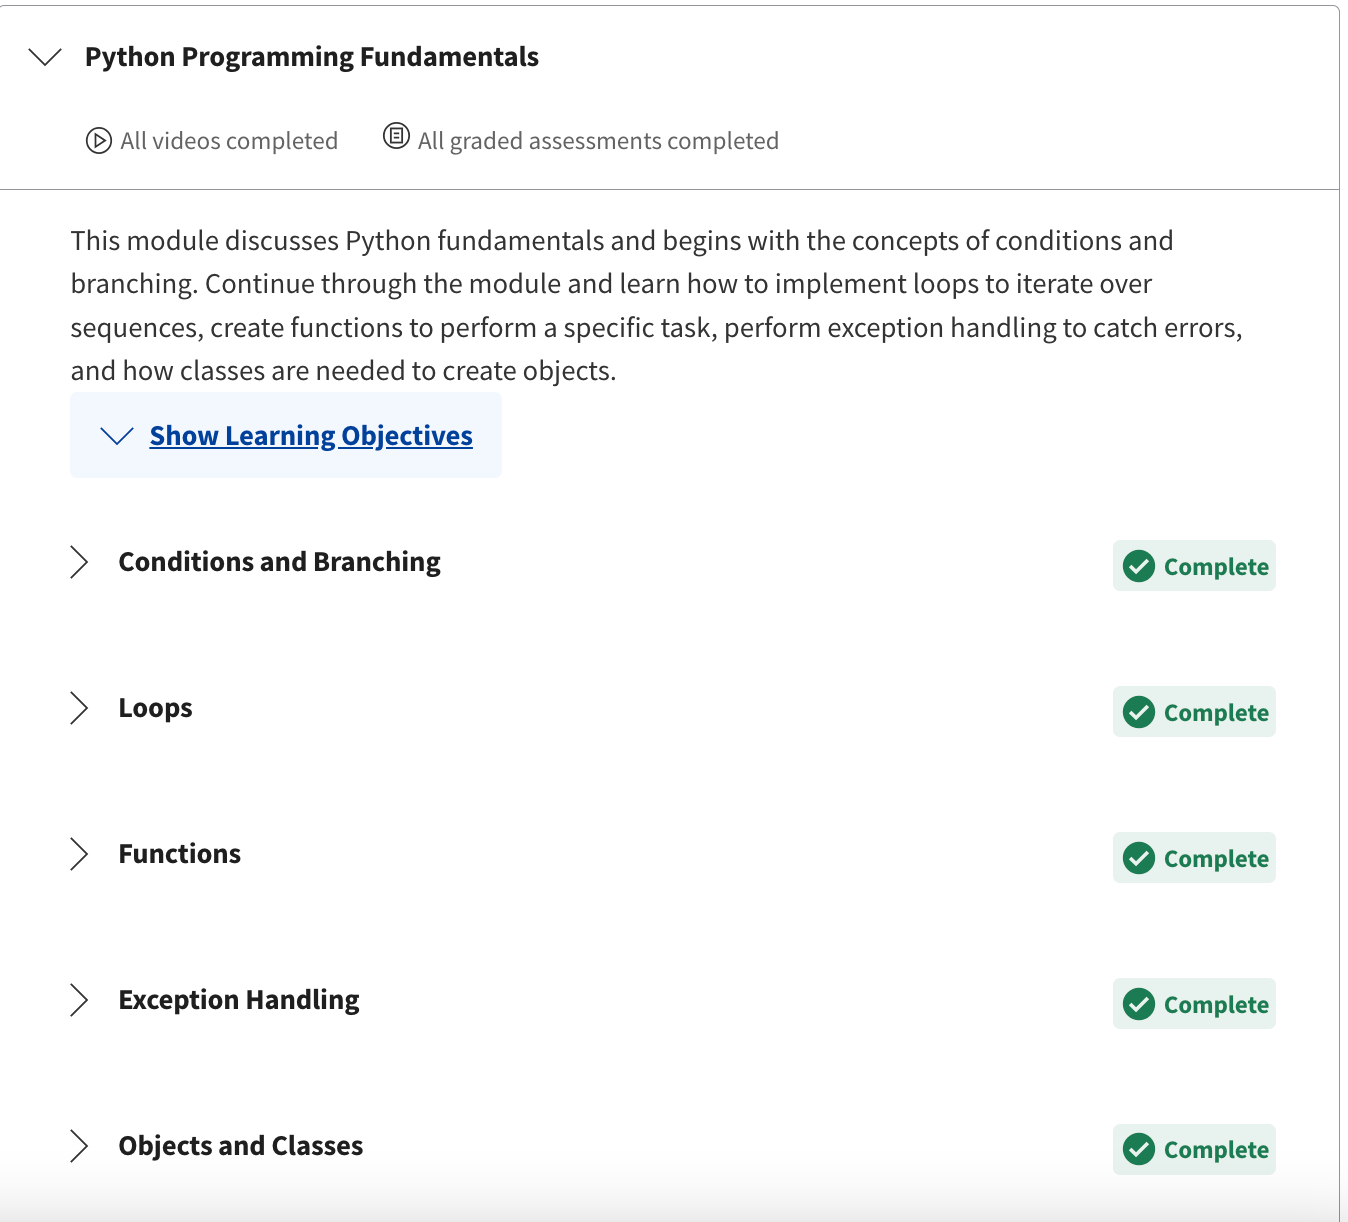 Python Programming Fundamentals
All videos completed
All graded assessments completed
This module discusses Python fundamentals and begins with the concepts of conditions and
branching. Continue through the module and learn how to implement loops to iterate over
sequences, create functions to perform a specific task, perform exception handling to catch errors,
and how classes are needed to create objects.
Show Learning Objectives
Conditions and Branching
Complete
Loops
Complete
Functions
Complete
Exception Handling
Complete
Objects and Classes
Complete